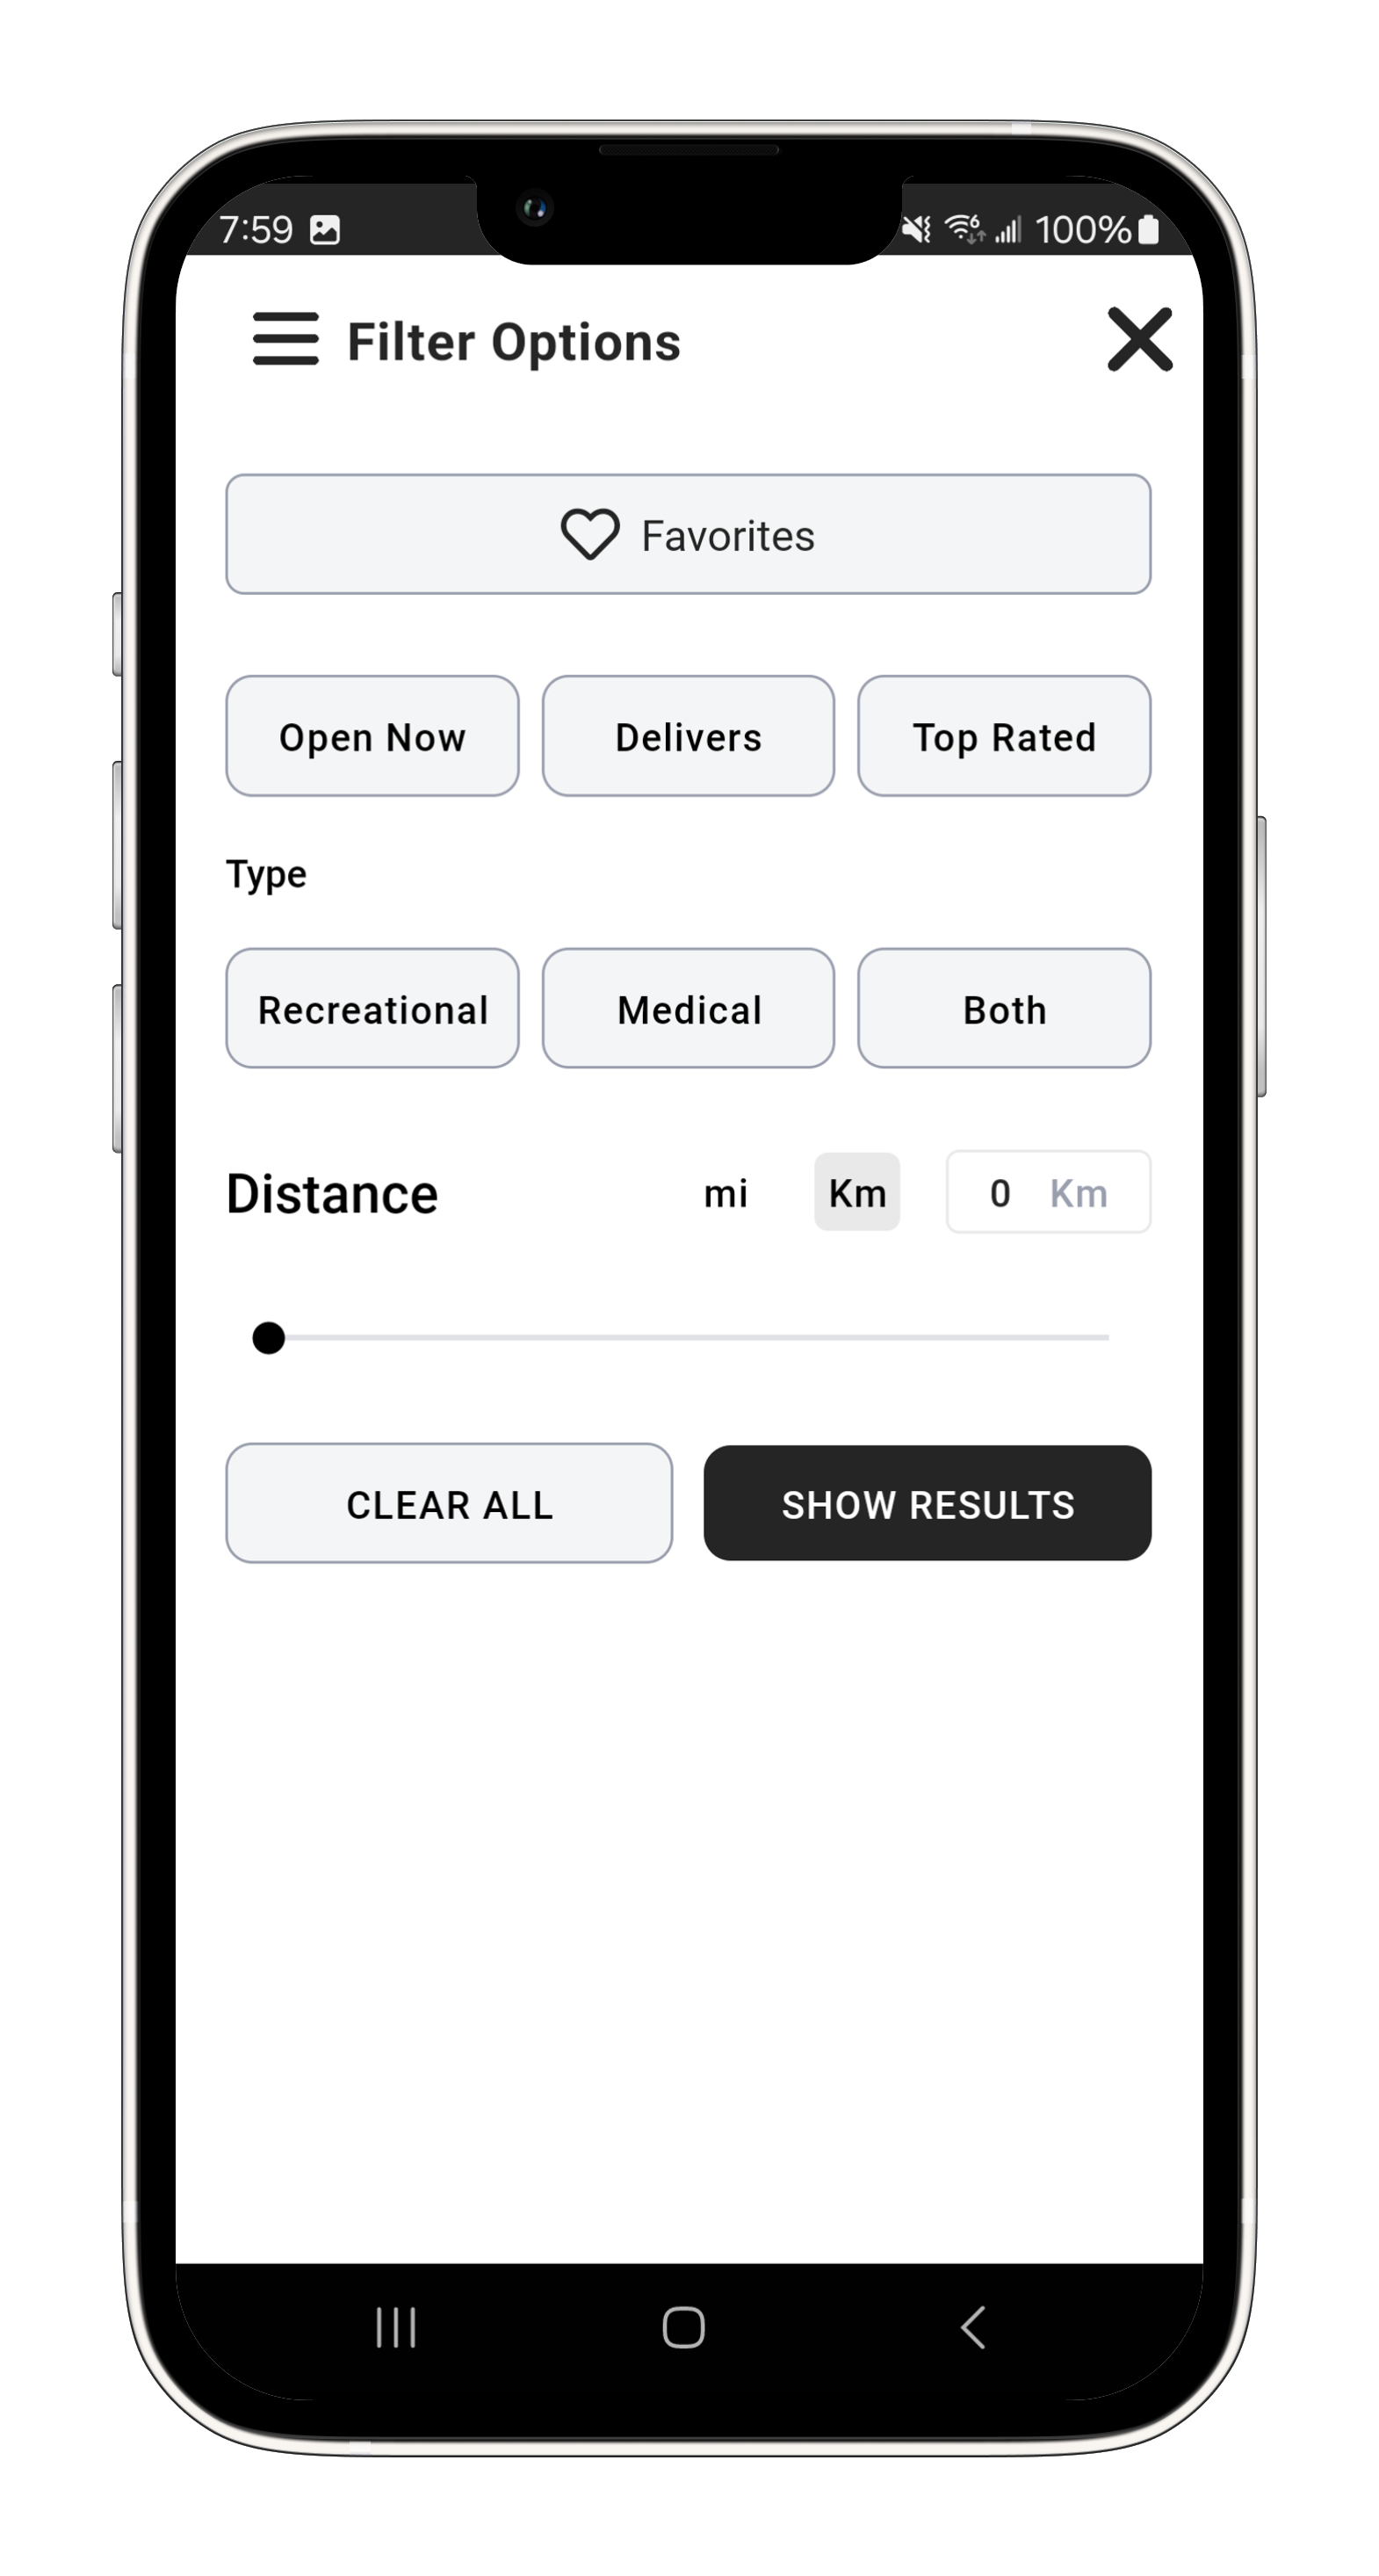 7:59 100%
Filter Options
Favorites
Open Now Delivers Top Rated
Type
Recreational Medical Both
Distance mi Km 0 Km
CLEAR ALL SHOW RESULTS